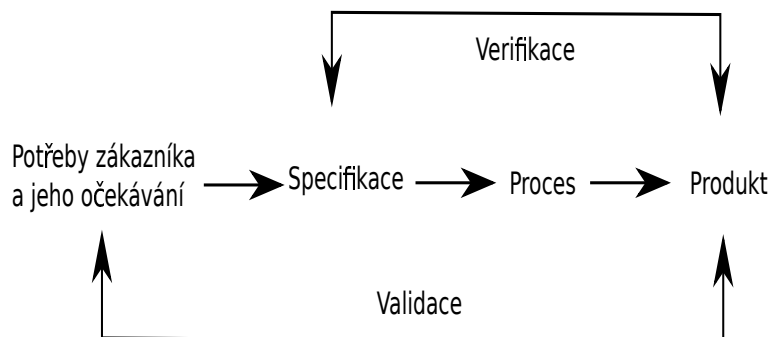 Verifikace
Potřeby zákazníka
a jeho očekávání
Specifikace
Proces
Produkt
Validace